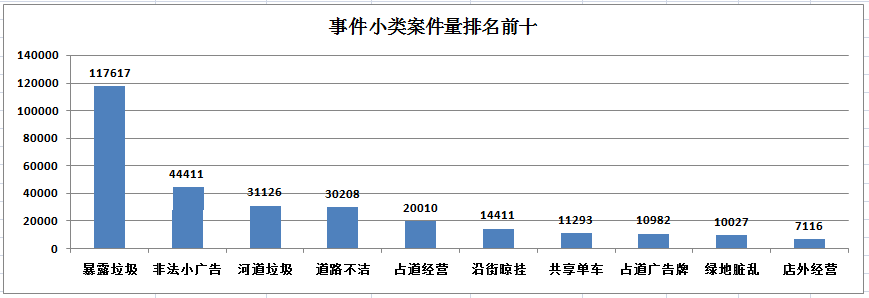 事件小类案件量排名前十
140000
120000
100000
80000
60000
40000
20000
0
117617
44411
31126
30208
20010
14411
11293
10982
10027
7116
暴露垃圾
非法小广告
河道垃圾
道路不洁
占道经营
沿街晾挂
共享单车
占道广告牌
绿地脏乱
店外经营